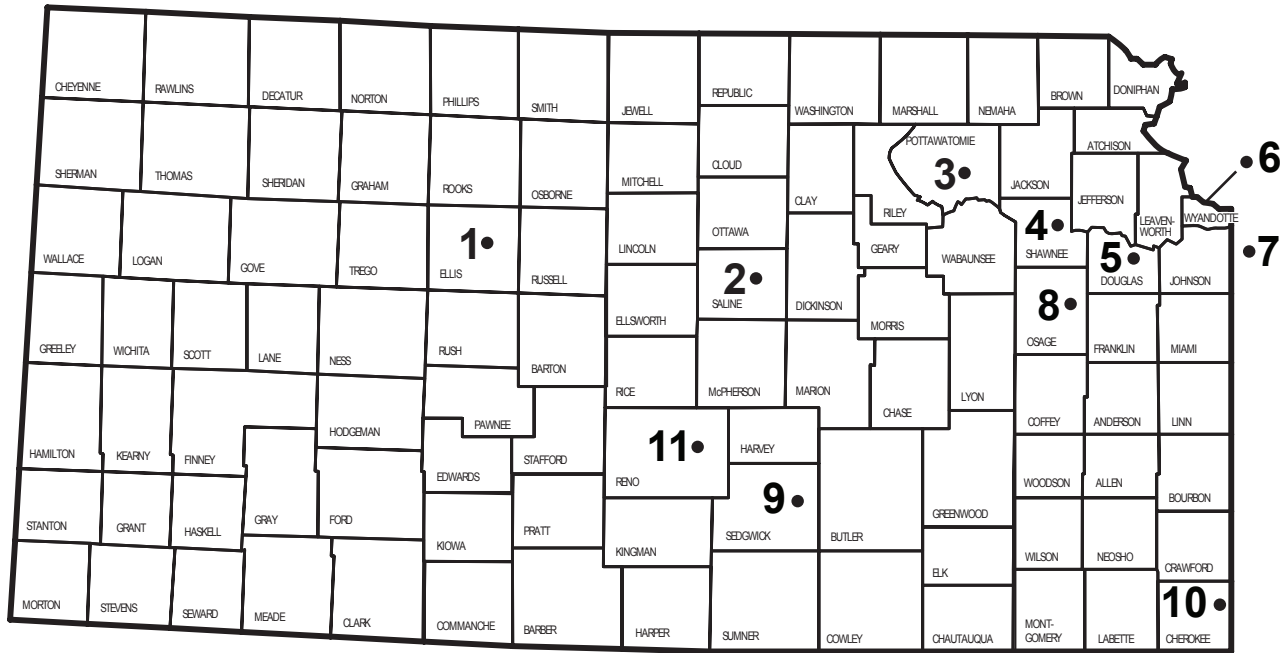 CHEYENNE
RAWLINS
DECATUR
NORTON
PHILLIPS
SMITH
JEWELL
REPUBLIC
WASHINGTON
MARSHALL
NEMAHA
BROWN
DONIPHAN
SHERMAN
THOMAS
SHERIDAN
GRAHAM
ROOKS
OSBORNE
MITCHELL
CLOUD
CLAY
RILEY
POTTAWATOMIE
3
JACKSON
ATCHISON
JEFFERSON
LEAVEN-
WORTH
WYANDOTTE
6
7
WALLACE
LOGAN
GOVE
TREGO
1
ELLIS
RUSSELL
LINCOLN
OTTAWA
2
SALINE
DICKINSON
GEARY
WABAUNSEE
4
SHAWNEE
5
DOUGLAS
JOHNSON
GREELEY
WICHITA
SCOTT
LANE
NESS
RUSH
BARTON
ELLSWORTH
RICE
McPHERSON
MARION
MORRIS
CHASE
LYON
8
OSAGE
FRANKLIN
MIAMI
HAMILTON
KEARNY
FINNEY
HODGEMAN
PAWNEE
EDWARDS
STAFFORD
11
RENO
HARVEY
9
SEDGWICK
BUTLER
GREENWOOD
COFFEY
ANDERSON
LINN
WOODSON
ALLEN
BOURBON
STANTON
GRANT
HASKELL
GRAY
FORD
KIOWA
PRATT
KINGMAN
ELK
WILSON
NEOSHO
CRAWFORD
MORTON
STEVENS
SEWARD
MEADE
CLARK
COMMANCHE
BARBER
HARPER
SUMNER
COWLEY
CHAUTAUQUA
MONT-
GOMERY
LABETTE
10
CHEROKEE